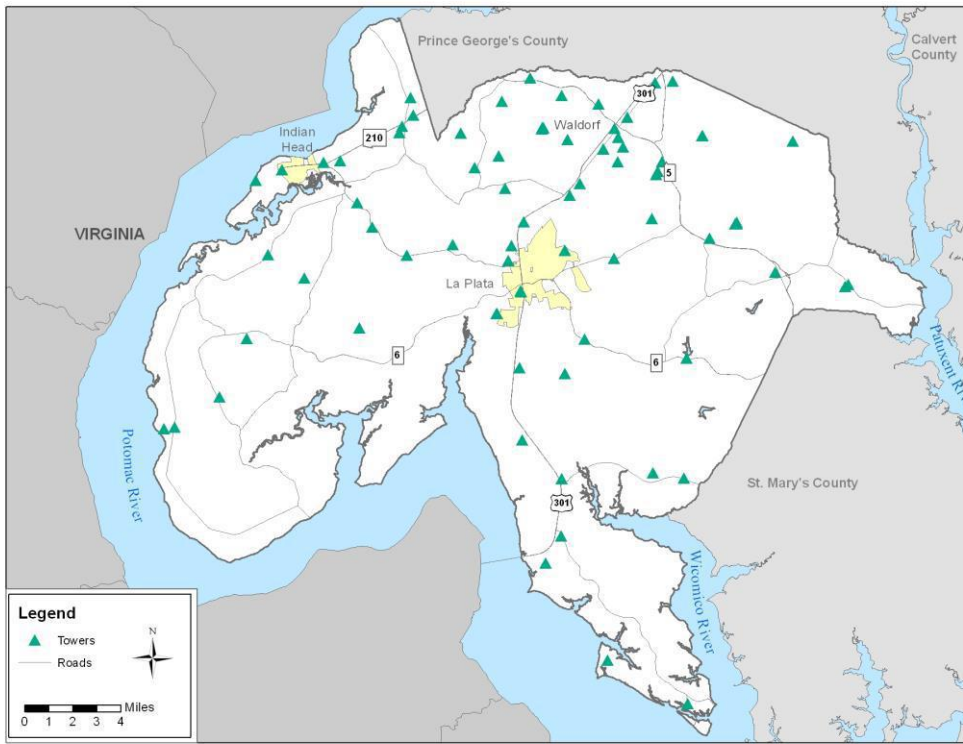 Prince George's County
Calvert
County
301
Waldorf
Indian
Head
210
5
VIRGINIA
La Plata
6
6
Patuxent
Potomac River
St. Mary's County
301
Wicomico River
Legend
Towers
Roads
N
Miles
0 1 2 3 4